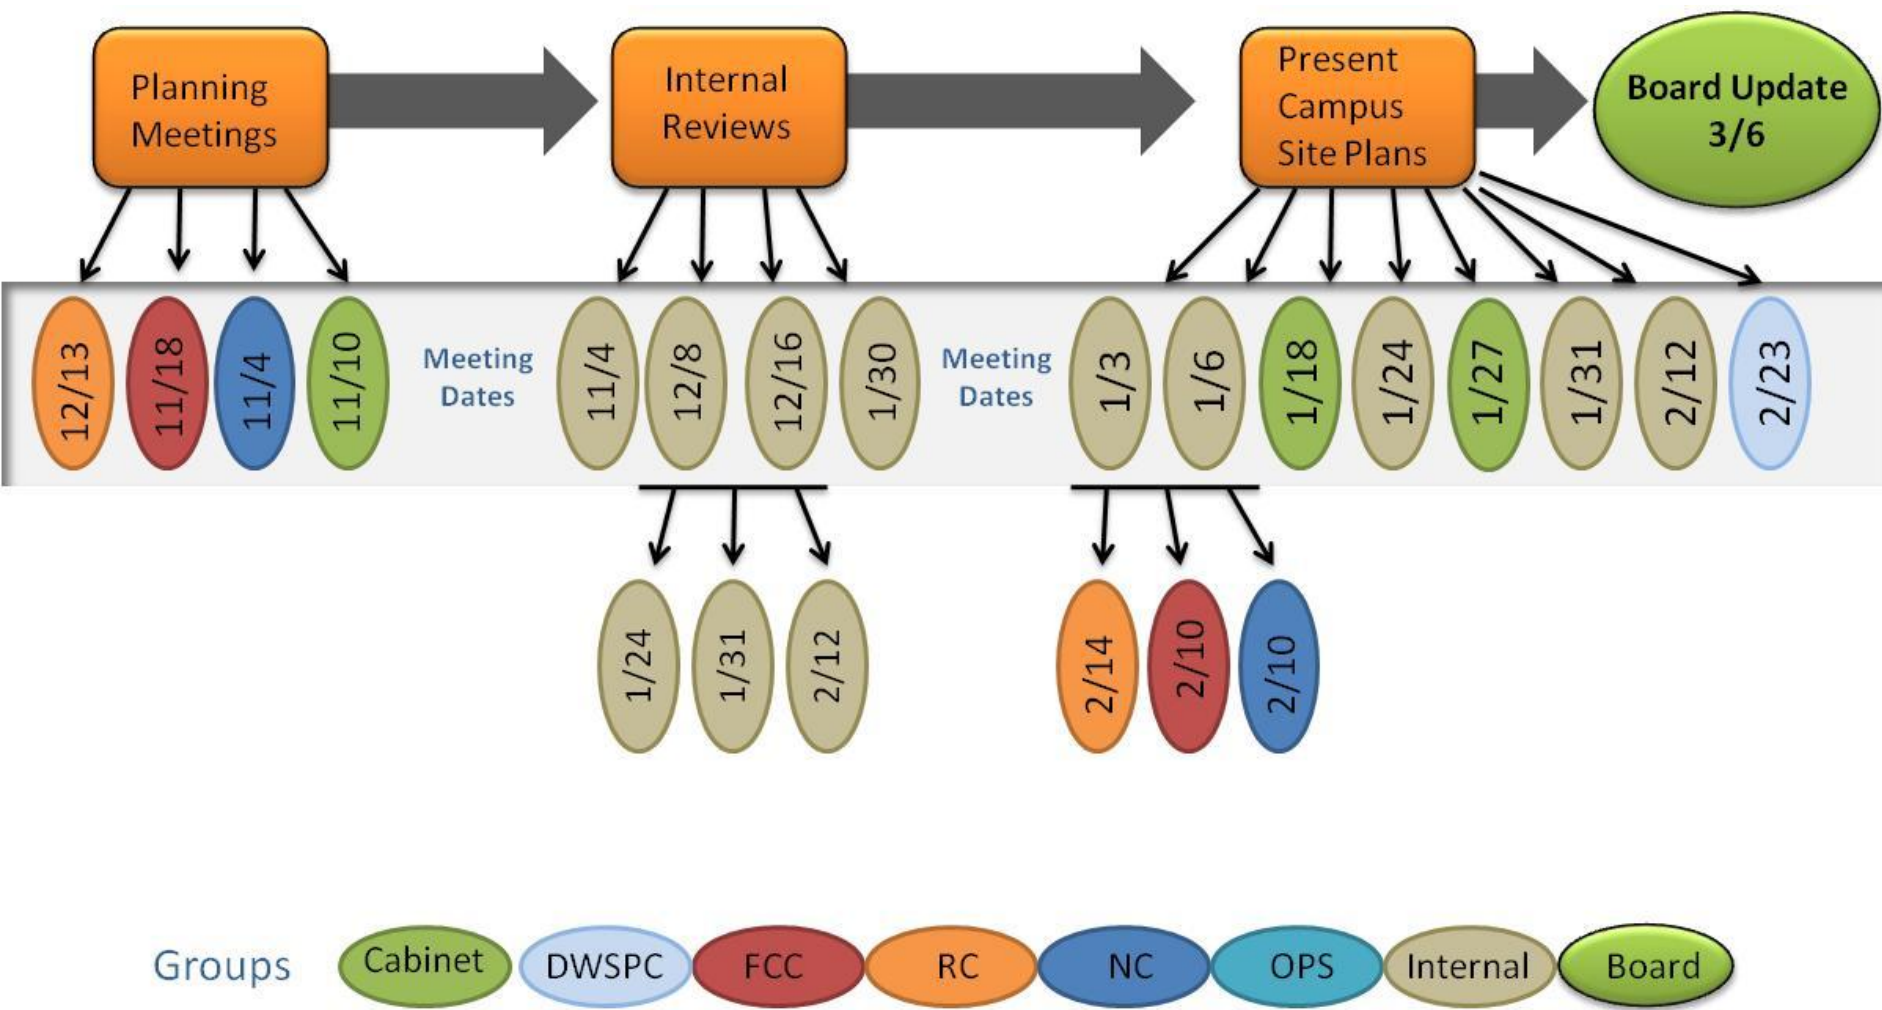 Planning
Meetings
Internal
Reviews
Present
Campus
Site Plans
Board Update
3/6
12/13
11/18
11/4
11/10
Meeting
Dates
11/4
12/8
12/16
1/30
Meeting
Dates
1/3
1/6
1/18
1/24
1/27
1/31
2/12
2/23
1/24
1/31
2/12
2/14
2/10
2/10
Groups
Cabinet
DWSPC
FCC
RC
NC
OPS
Internal
Board